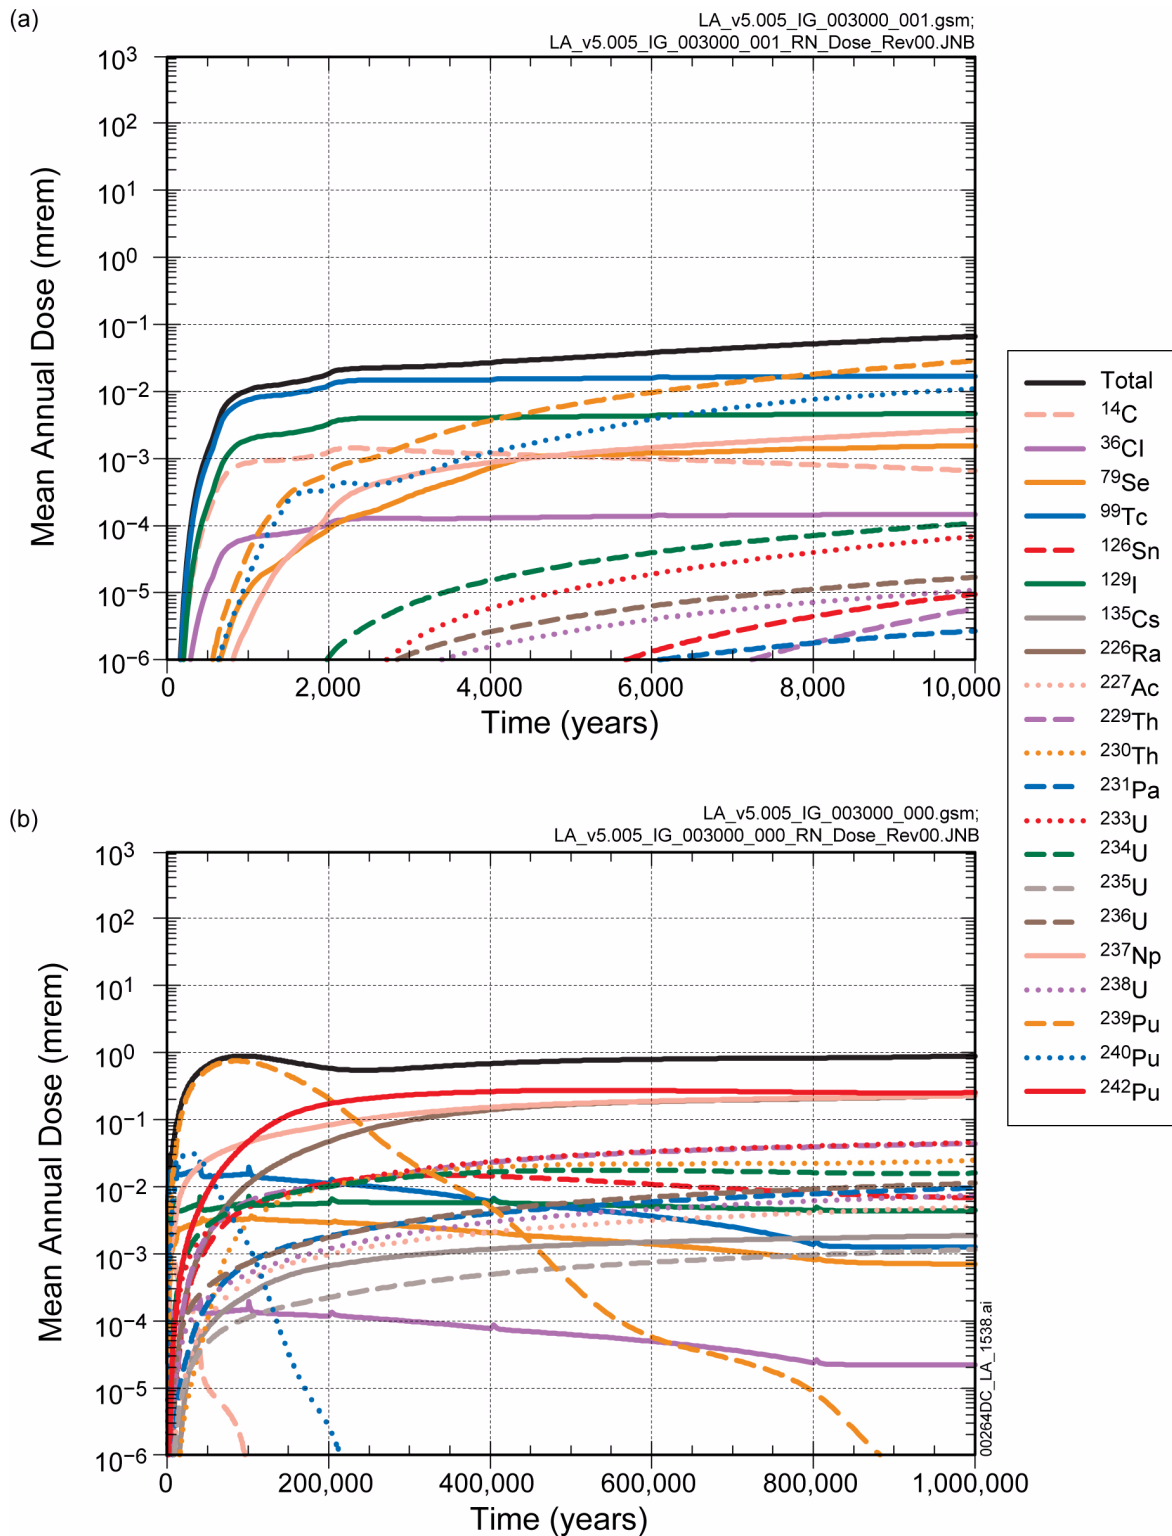 (a)
LA_v5.005_IG_003000_001.gsm;
LA_v5.005_IG_003000_001_RN_Dose_Rev00.JNB
Mean Annual Dose (mrem)
10³
10²
10¹
10⁰
10⁻¹
10⁻²
10⁻³
10⁻⁴
10⁻⁵
10⁻⁶
0 2,000 4,000 6,000 8,000 10,000
Time (years)
Total
¹⁴C
³⁶Cl
⁷⁹Se
⁹⁹Tc
¹²⁶Sn
¹²⁹I
¹³⁵Cs
²²⁶Ra
²²⁷Ac
²²⁹Th
²³⁰Th
²³¹Pa
²³³U
²³⁴U
²³⁵U
²³⁶U
²³⁷Np
²³⁸U
²³⁹Pu
²⁴⁰Pu
²⁴²Pu
(b)
LA_v5.005_IG_003000_000.gsm;
LA_v5.005_IG_003000_000_RN_Dose_Rev00.JNB
Mean Annual Dose (mrem)
10³
10²
10¹
10⁰
10⁻¹
10⁻²
10⁻³
10⁻⁴
10⁻⁵
10⁻⁶
0 200,000 400,000 600,000 800,000 1,000,000
Time (years)
00264DC_LA_1538.ai